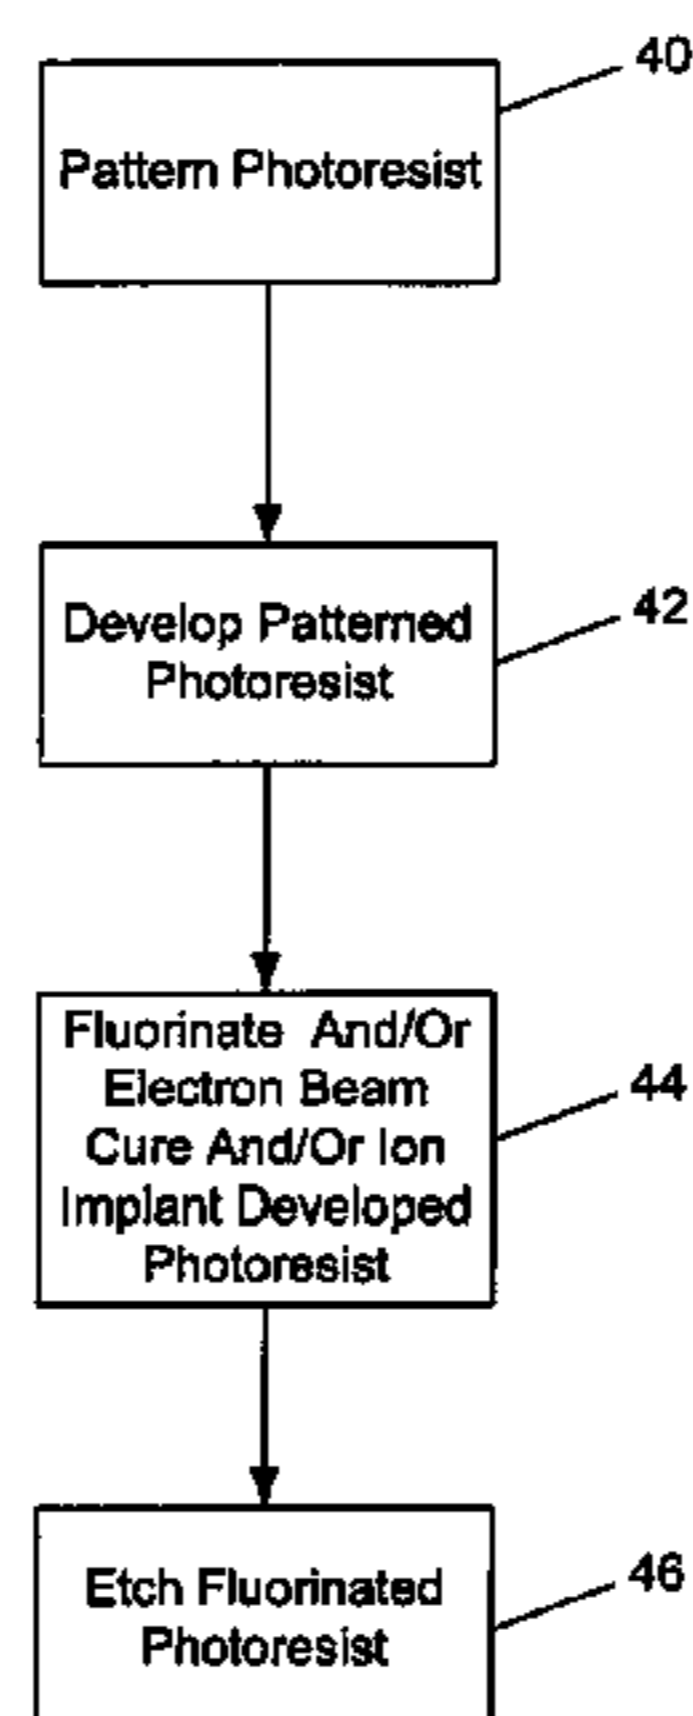 40
Pattern Photoresist
42
Develop Patterned
Photoresist
Fluorinate And/Or
Electron Beam
Cure And/Or Ion
Implant Developed
Photoresist
44
Etch Fluorinated
Photoresist
46